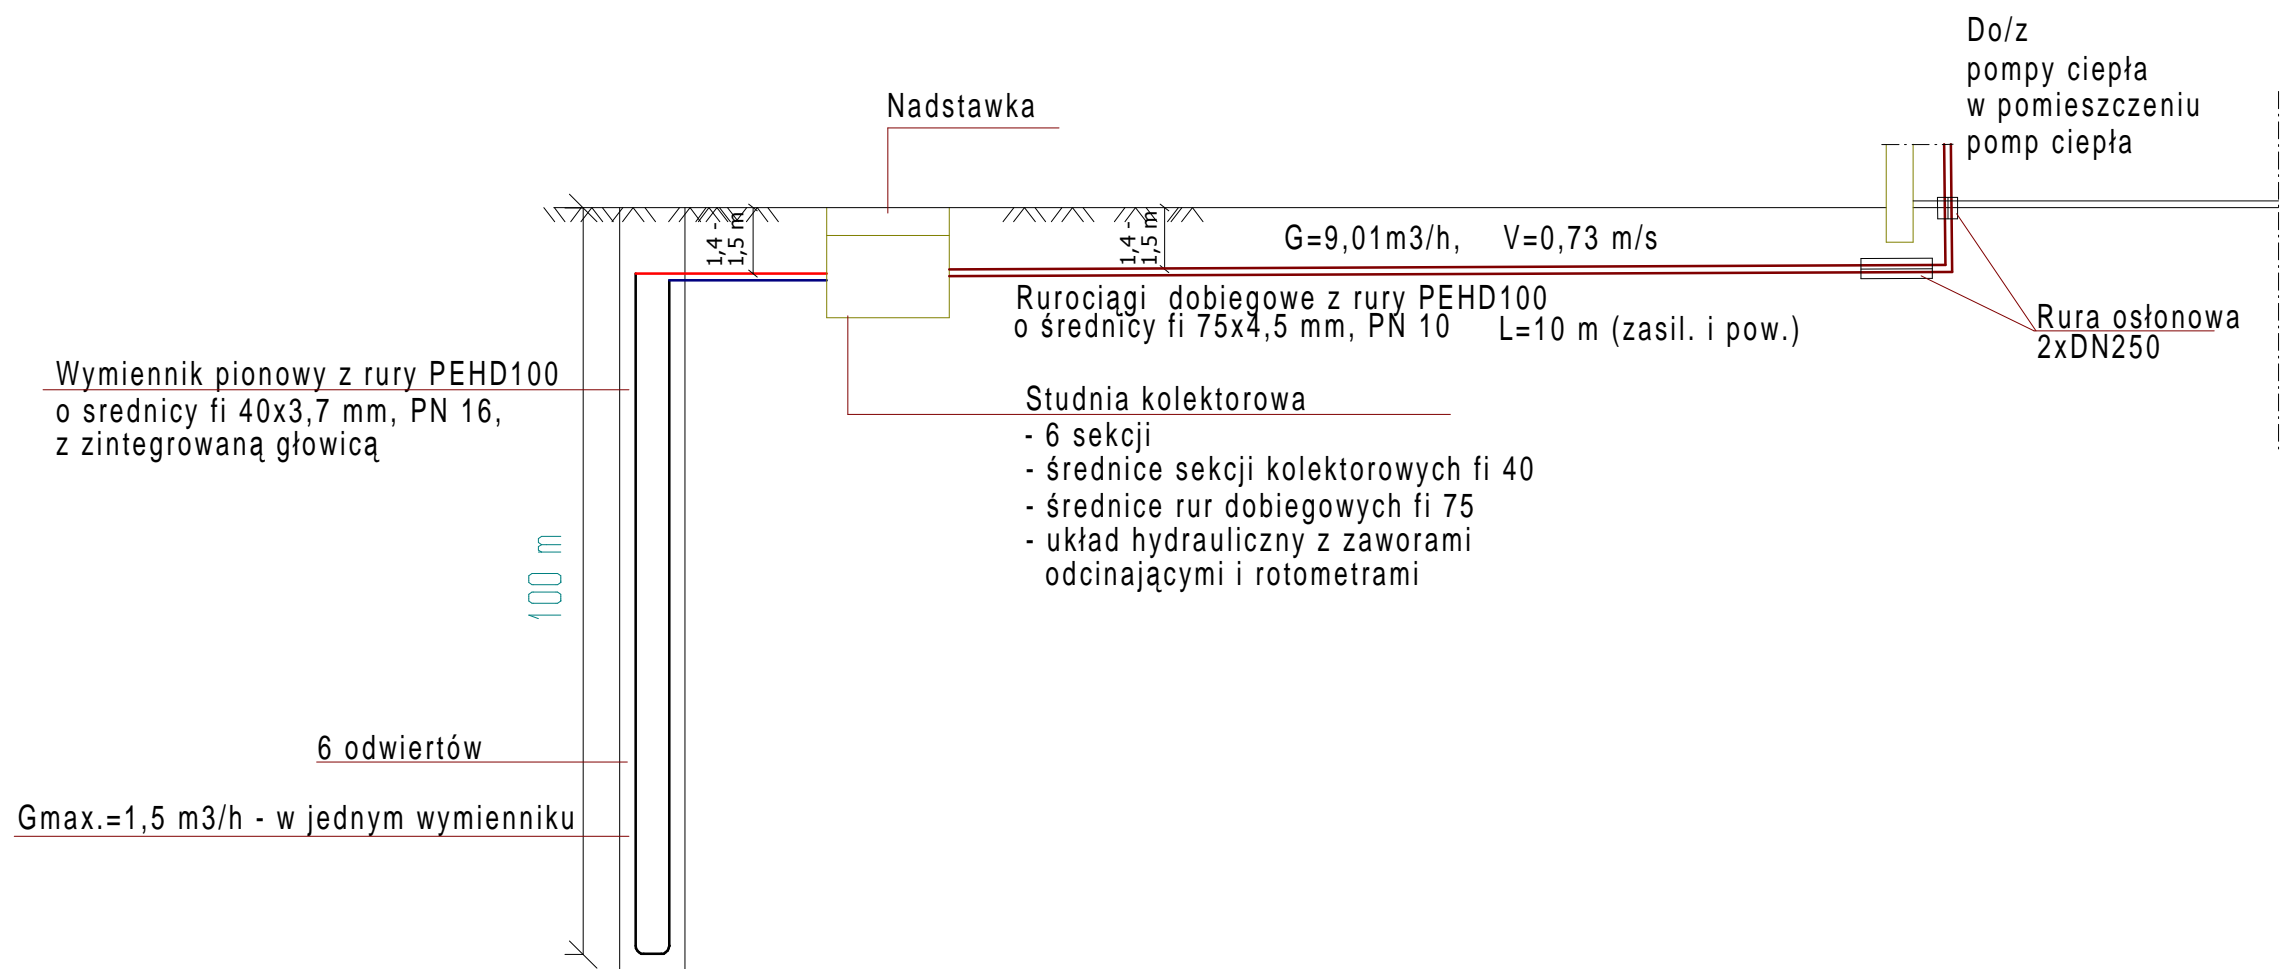 Do/z
pompy ciepła
w pomieszczeniu
pomp ciepła
Nadstawka
1,4 -
1,5 m
1,4 -
1,5 m
G=9,01m3/h, V=0,73 m/s
Rurociągi dobiegowe z rury PEHD100
o średnicy fi 75x4,5 mm, PN 10 L=10 m (zasil. i pow.)
Rura osłonowa
2xDN250
Wymiennik pionowy z rury PEHD100
o srednicy fi 40x3,7 mm, PN 16,
z zintegrowaną głowicą
Studnia kolektorowa
- 6 sekcji
- średnice sekcji kolektorowych fi 40
- średnice rur dobiegowych fi 75
- układ hydrauliczny z zaworami
odcinającymi i rotometrami
100 m
6 odwiertów
Gmax.=1,5 m3/h - w jednym wymienniku